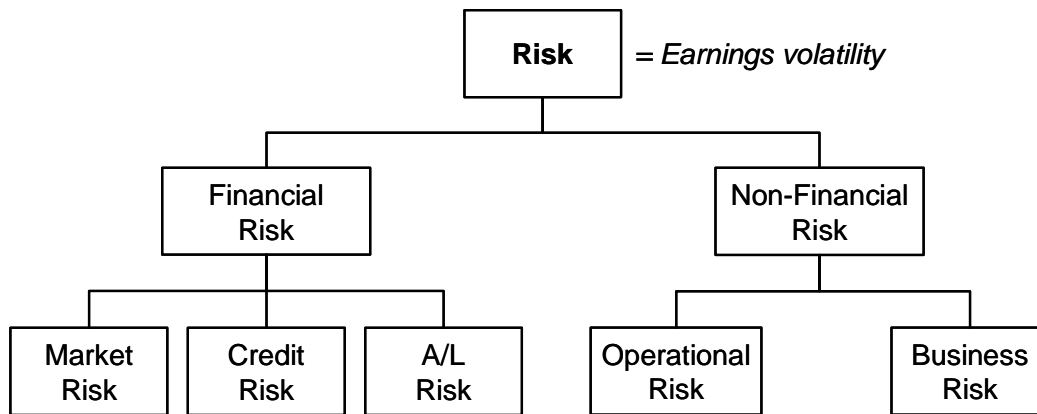 Risk = Earnings volatility
Financial
Risk
Non-Financial
Risk
Market
Risk
Credit
Risk
A/L
Risk
Operational
Risk
Business
Risk